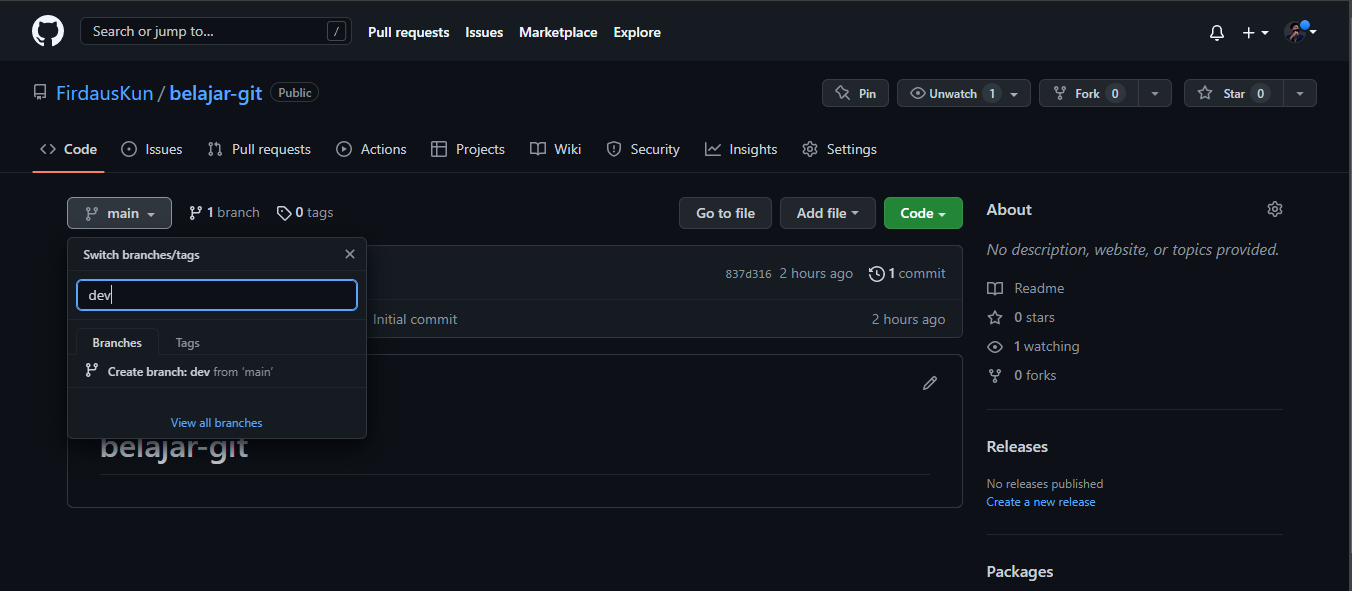 Search or jump to... /
Pull requests Issues Marketplace Explore
FirdausKun / belajar-git Public
Pin Unwatch 1 Fork 0 Star 0
Code Issues Pull requests Actions Projects Wiki Security Insights Settings
main 1 branch 0 tags Go to file Add file Code
Switch branches/tags
dev
Branches Tags
Create branch: dev from ‘main’
View all branches
837d316 2 hours ago 1 commit
Initial commit 2 hours ago
belajar-git
About
No description, website, or topics provided.
Readme
0 stars
1 watching
0 forks
Releases
No releases published
Create a new release
Packages